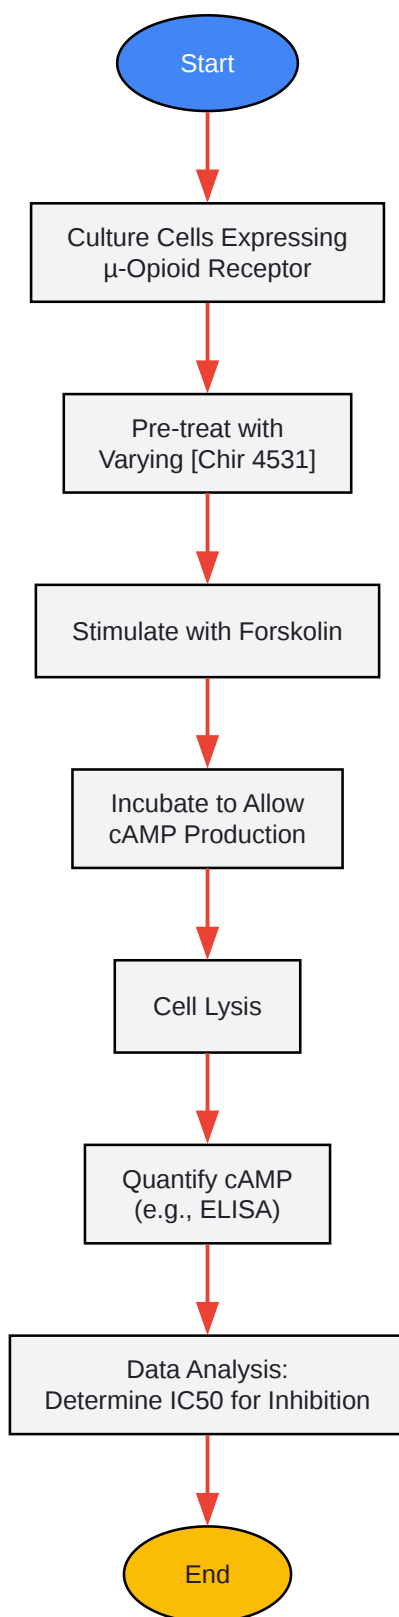 Start
Culture Cells Expressing
µ-Opioid Receptor
Pre-treat with
Varying [Chir 4531]
Stimulate with Forskolin
Incubate to Allow
cAMP Production
Cell Lysis
Quantify cAMP
(e.g., ELISA)
Data Analysis:
Determine IC50 for Inhibition
End